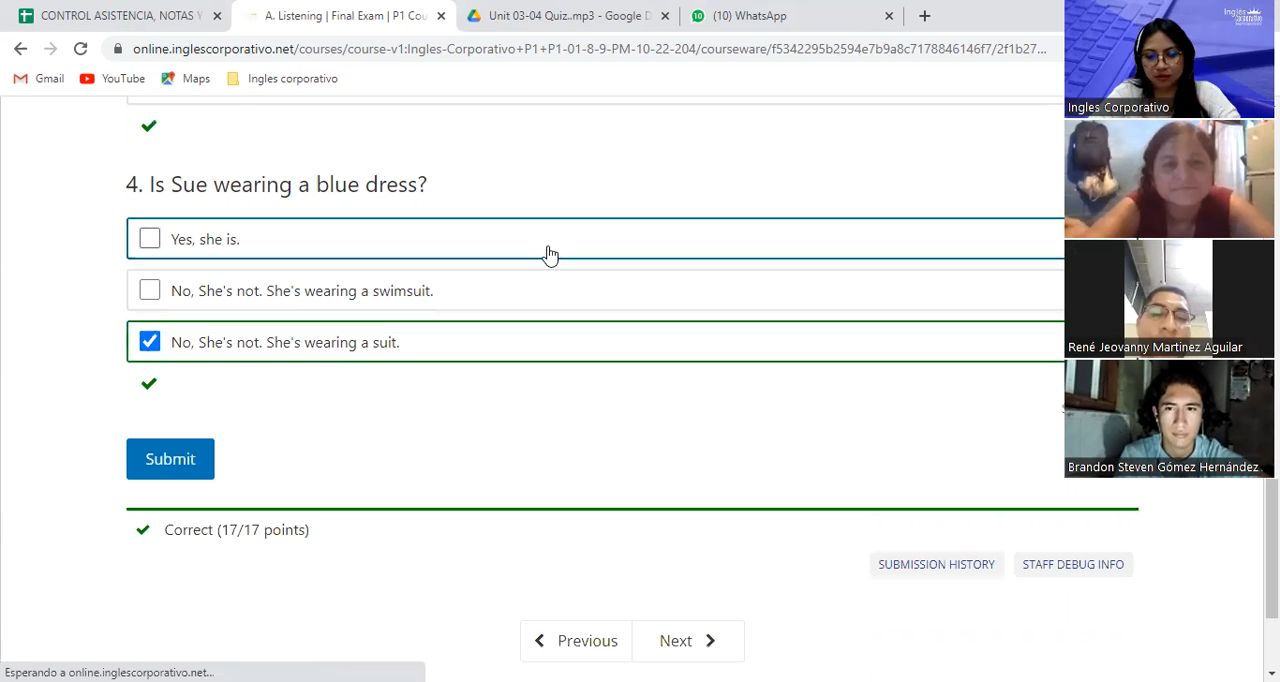 CONTROL ASISTENCIA, NOTAS Y
A. Listening | Final Exam | P1 Cou
Unit 03-04 Quiz..mp3 - Google D
(10) WhatsApp
online.inglescorporativo.net/courses/course-v1:Ingles-Corporativo+P1+P1-01-8-9-PM-10-22-204/courseware/f5342295b2594e7b9a8c7178846146f7/2f1b27...
Gmail
YouTube
Maps
Ingles corporativo
4. Is Sue wearing a blue dress?
Yes, she is.
No, She's not. She's wearing a swimsuit.
No, She's not. She's wearing a suit.
Submit
Correct (17/17 points)
SUBMISSION HISTORY
STAFF DEBUG INFO
Previous
Next
Esperando a online.inglescorporativo.net...
Inglés
corporativo
Ingles Corporativo
René Jeovanny Martinez Aguilar
Brandon Steven Gómez Hernández